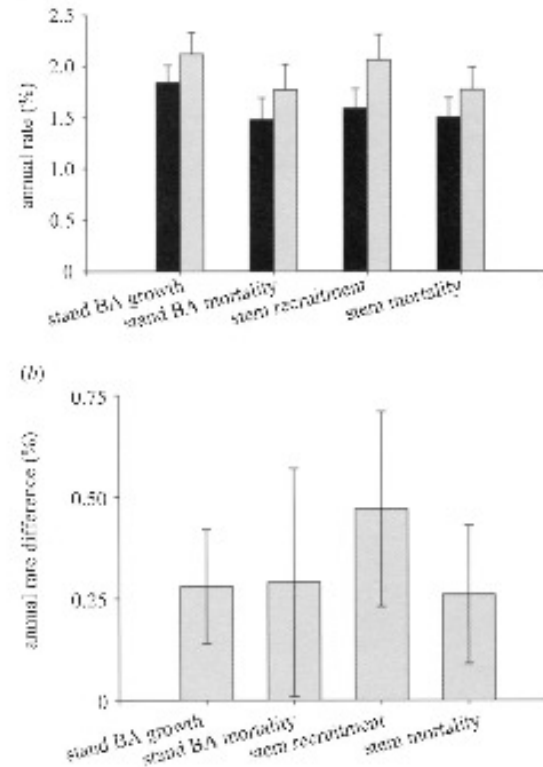 2.5
2.0
1.5
1.0
0.5
0
annual rate (%)
stand BA growth
stand BA mortality
stem recruitment
stem mortality
(b)
0.75
0.50
0.25
0
annual rate difference (%)
stand BA growth
stand BA mortality
stem recruitment
stem mortality